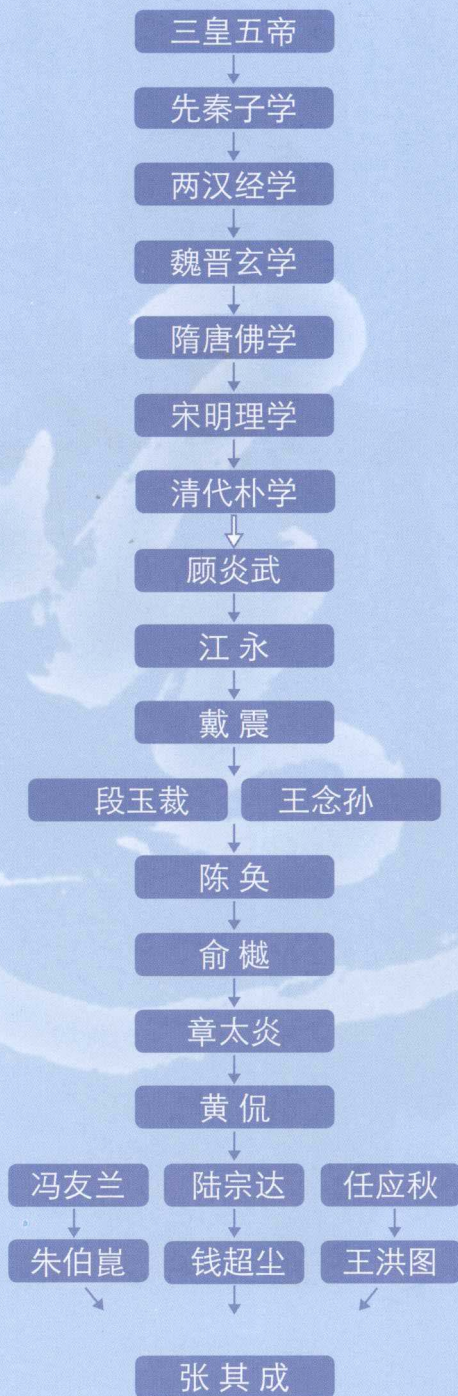 三皇五帝
先秦子学
两汉经学
魏晋玄学
隋唐佛学
宋明理学
清代朴学
顾炎武
江永
戴震
段玉裁 王念孙
陈奂
俞樾
章太炎
黄侃
冯友兰 陆宗达 任应秋
朱伯崑 钱超尘 王洪图
张其成